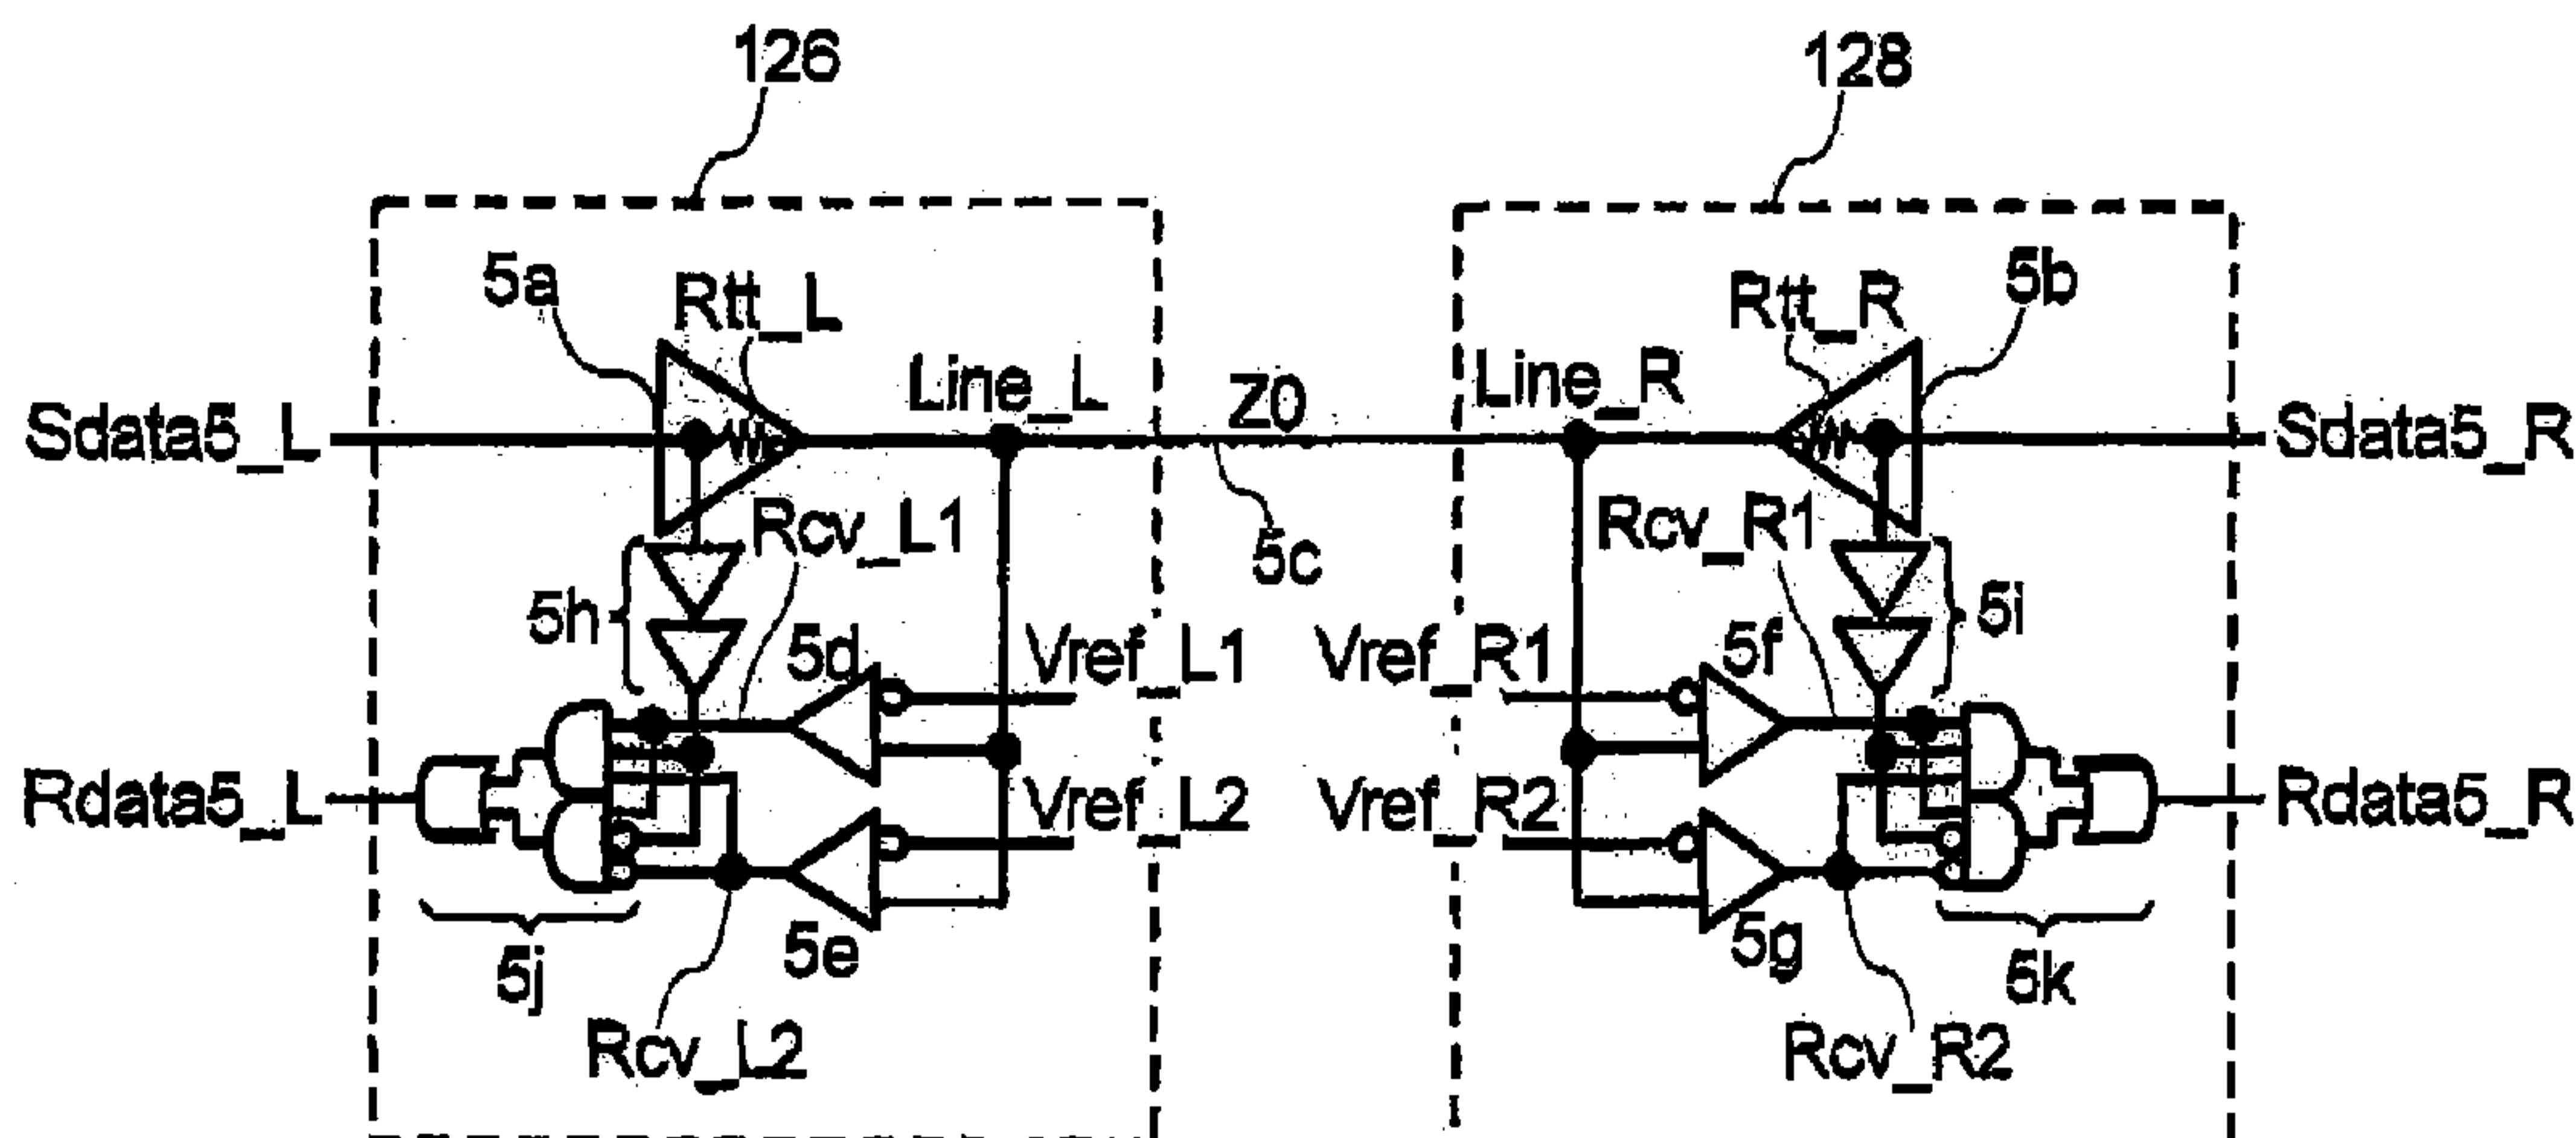 126
128
5a
Rtt_L
Rtt_R
5b
Line_L
Z0
Line_R
Sdata5_L
Sdata5_R
Rcv_L1
5c
Rcv_R1
5h
5i
5d
Vref_L1
Vref_R1
5f
Rdata5_L
Vref_L2
Vref_R2
Rdata5_R
5j
5e
5g
5k
Rcv_L2
Rcv_R2